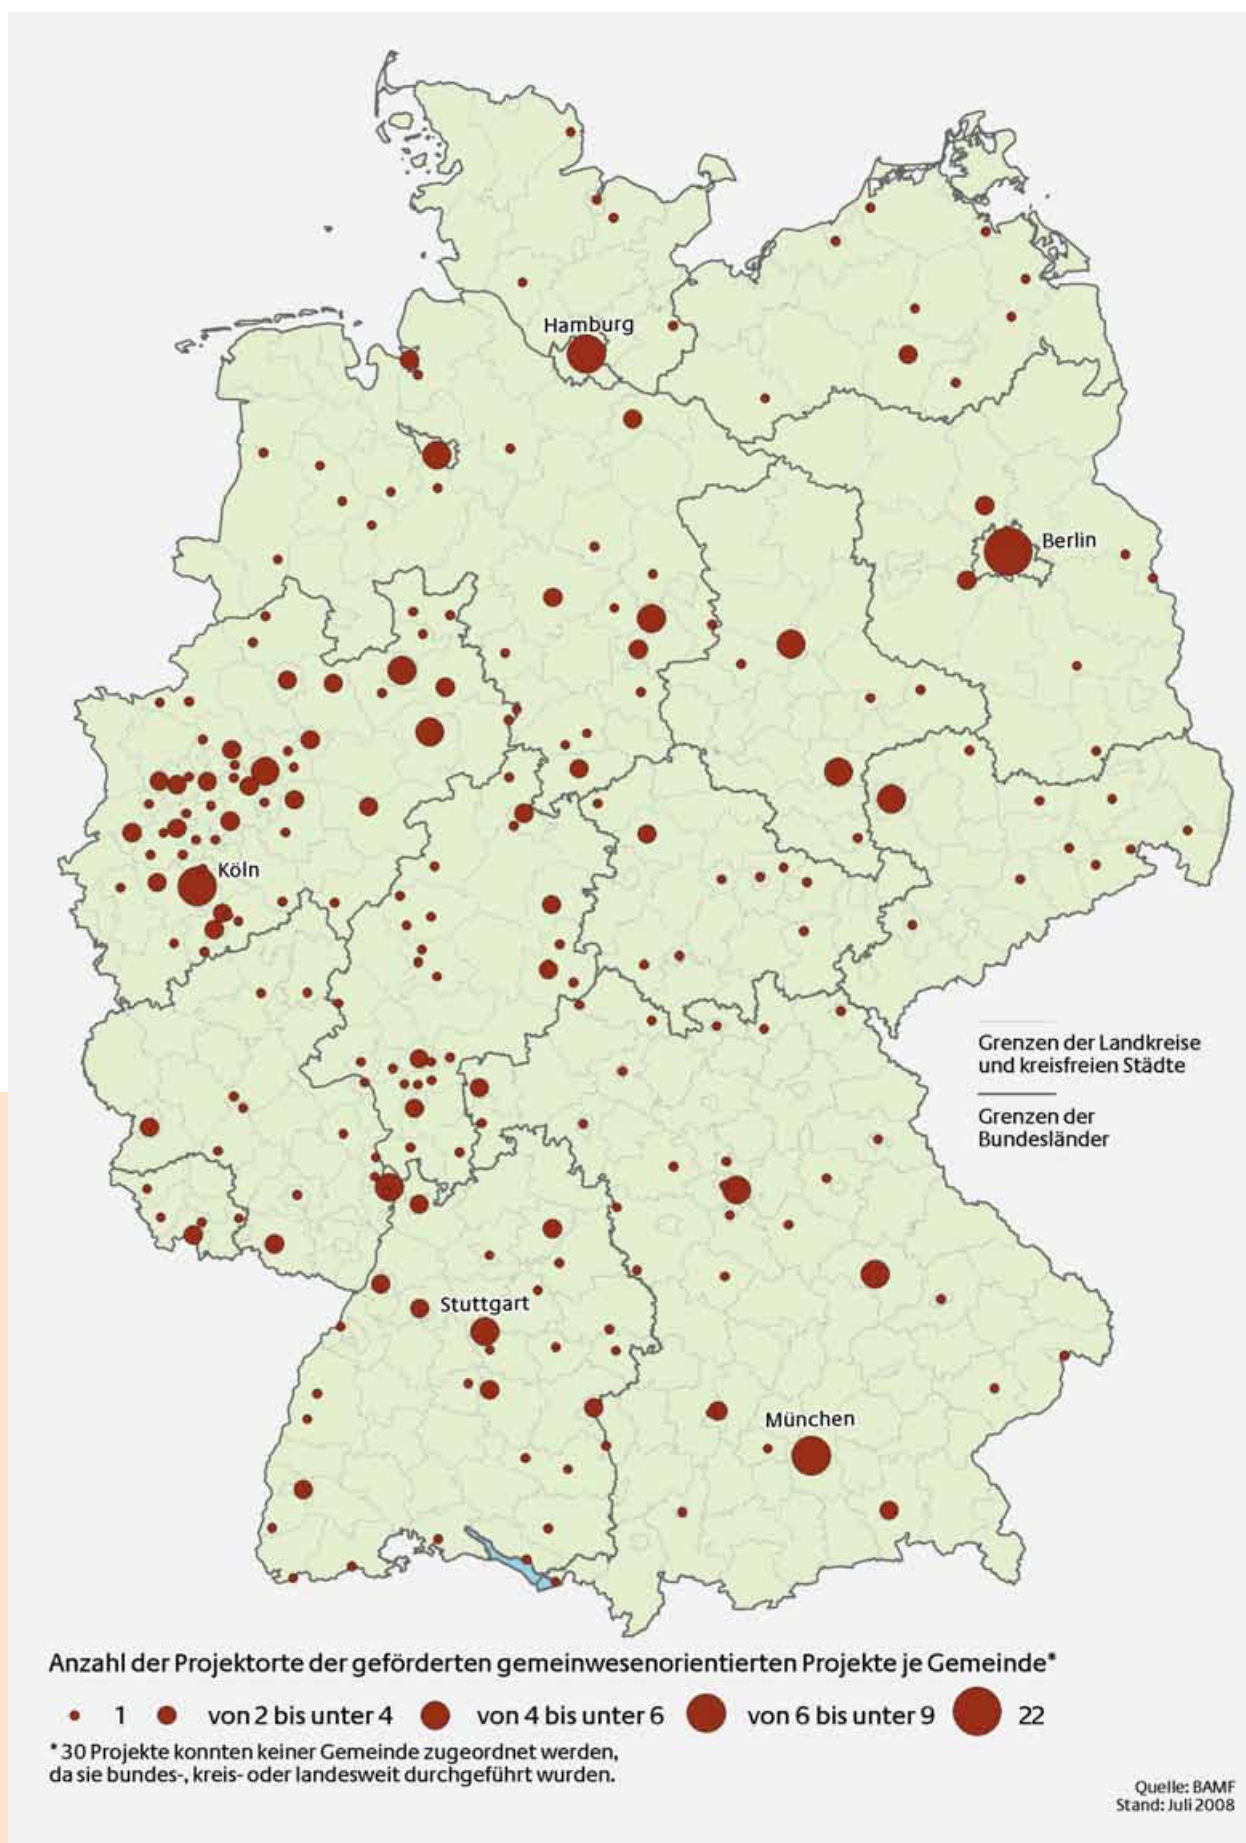 Hamburg
Berlin
Köln
Grenzen der Landkreise
und kreisfreien Städte
Grenzen der
Bundesländer
Stuttgart
München
Anzahl der Projektorte der geförderten gemeinwesenorientierten Projekte je Gemeinde*
1 von 2 bis unter 4 von 4 bis unter 6 von 6 bis unter 9 22
* 30 Projekte konnten keiner Gemeinde zugeordnet werden,
da sie bundes-, kreis- oder landesweit durchgeführt wurden.
Quelle: BAMF
Stand: Juli 2008